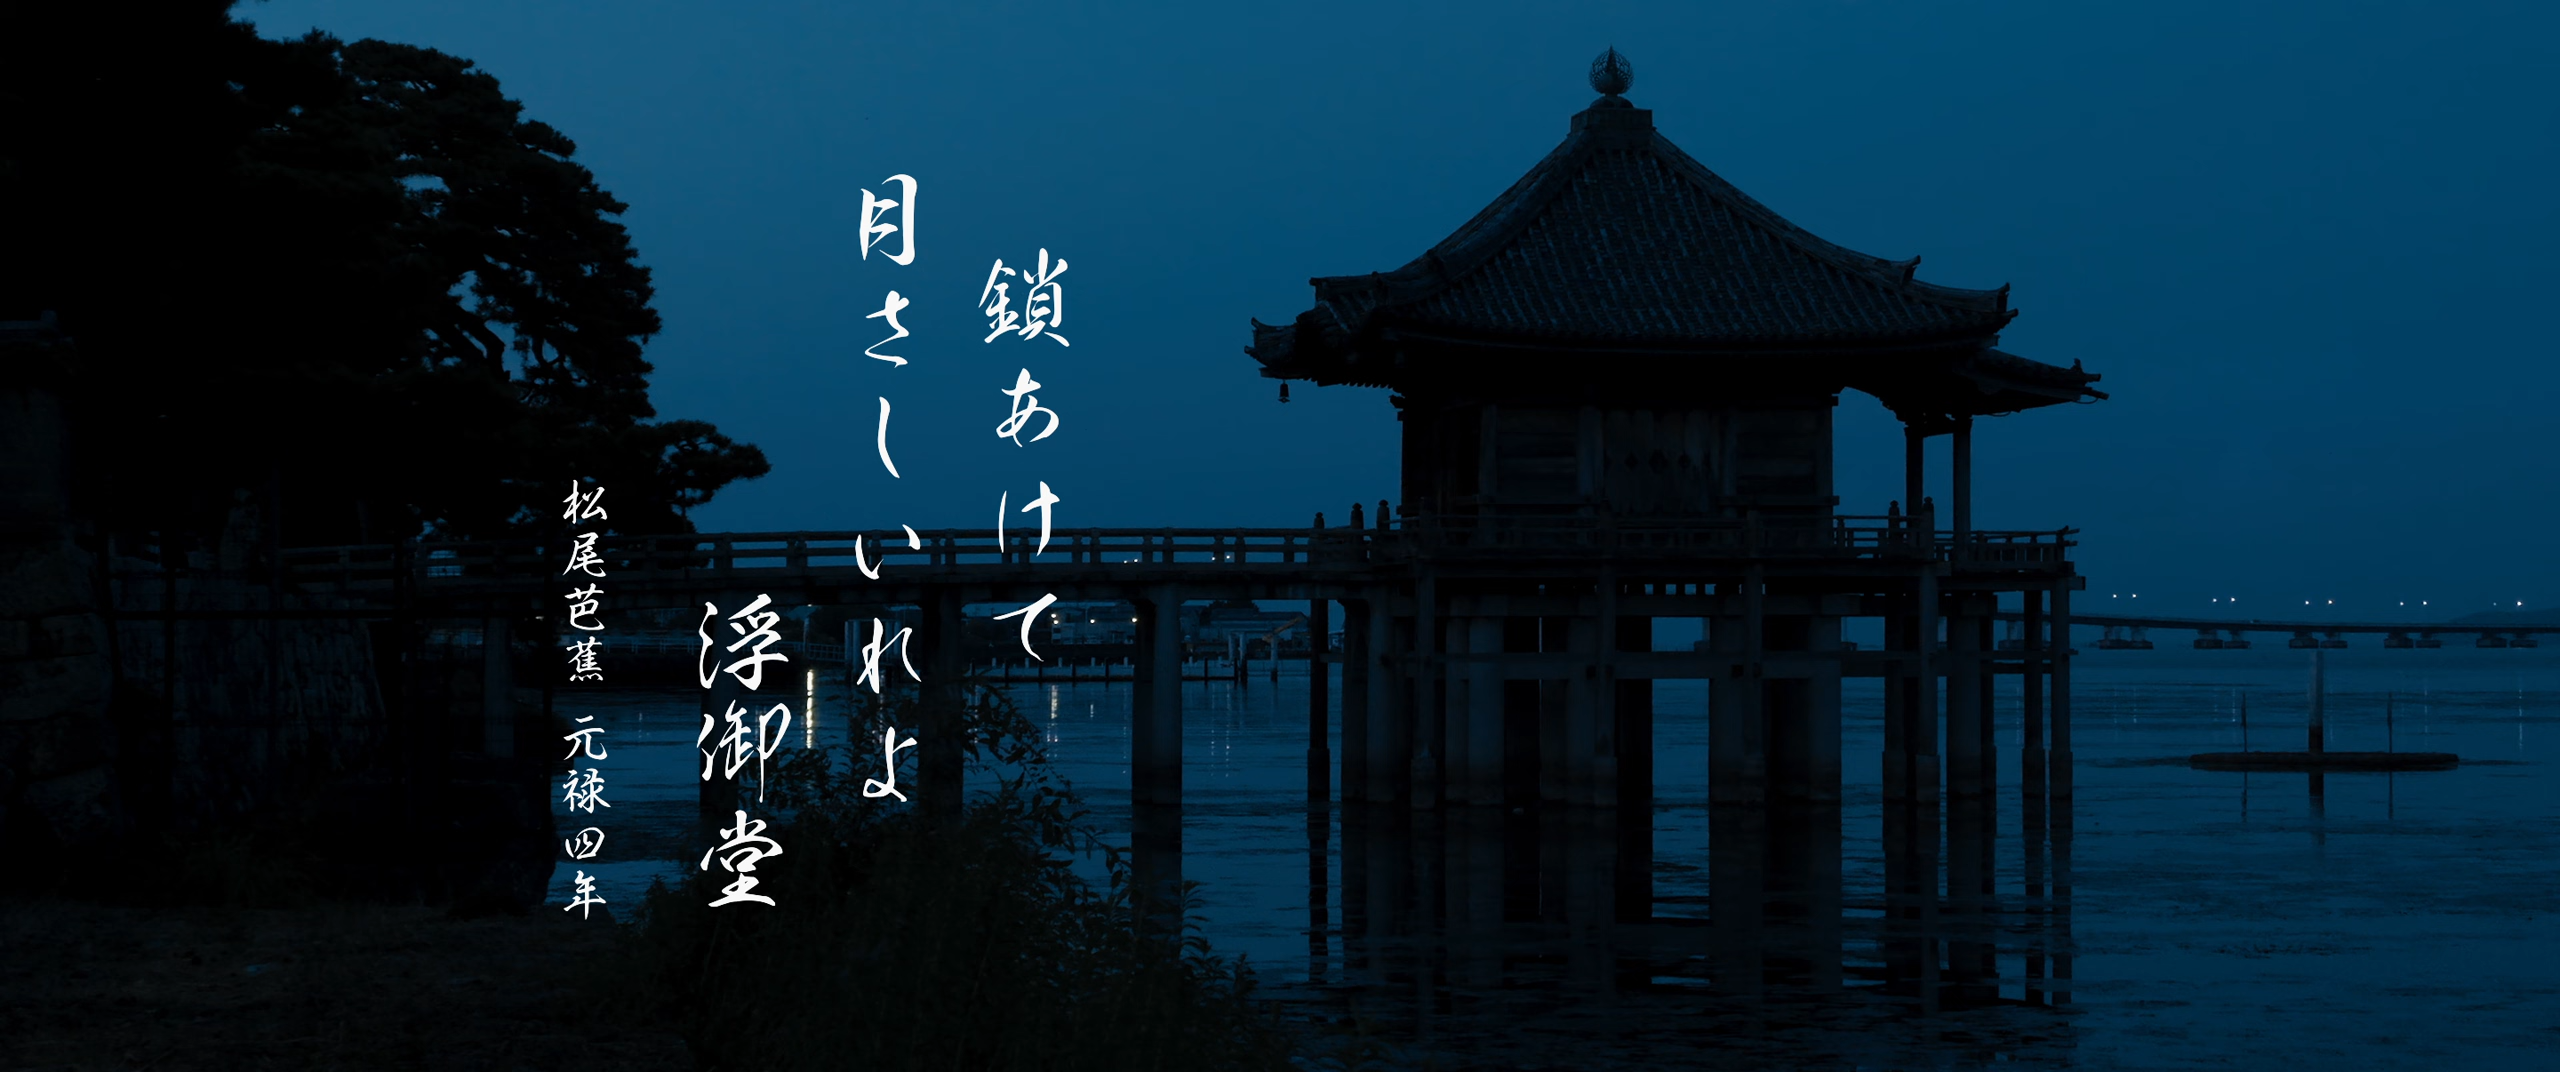 鎖あけて
月さしいれよ
浮御堂
松尾芭蕉 元禄四年